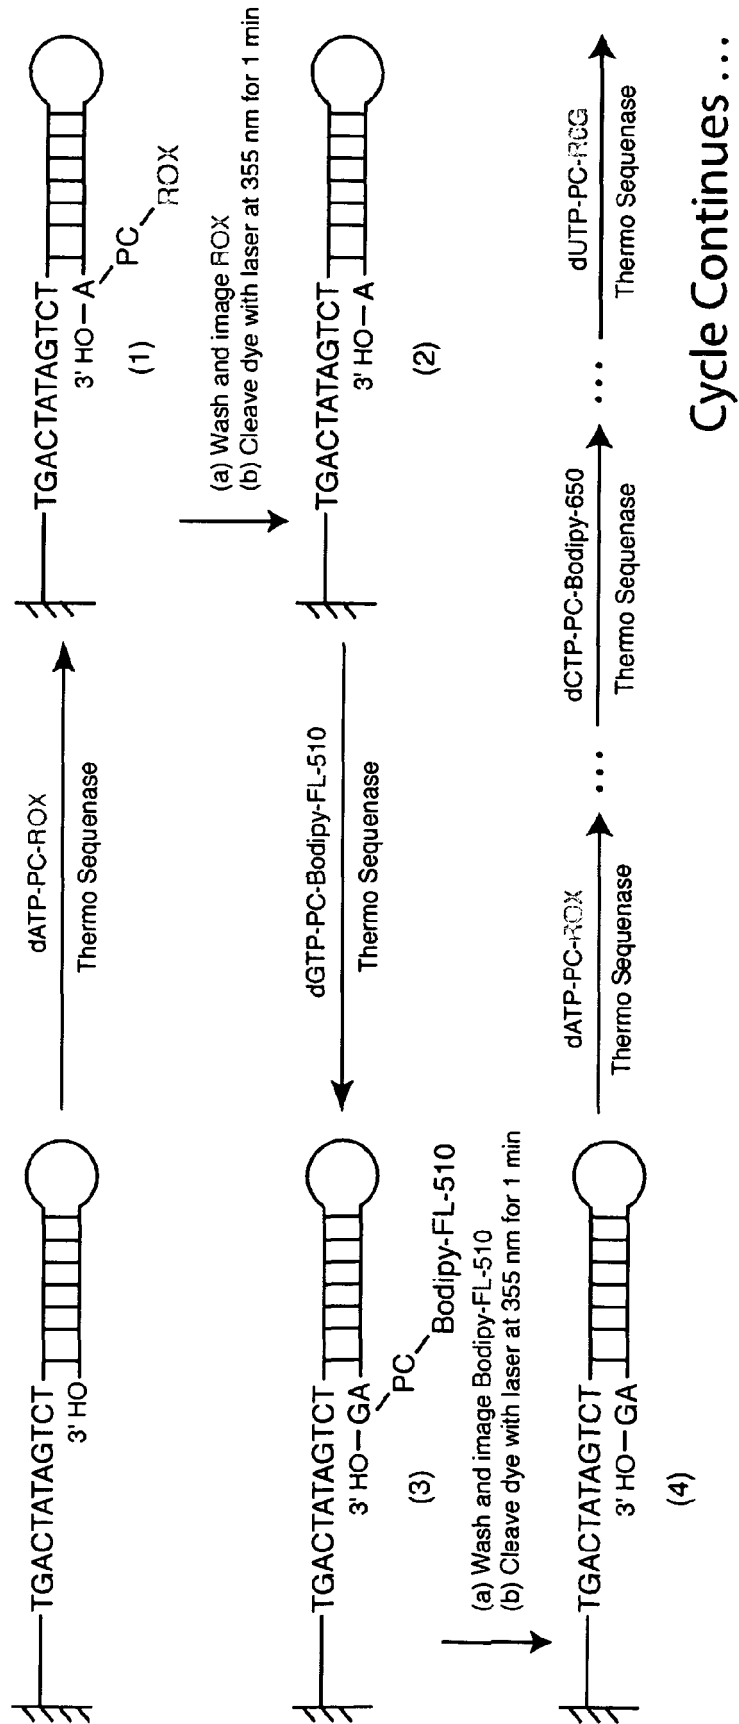 TGACTATAGTCT
3' HO
dATP-PC-ROX
Thermo Sequenase
TGACTATAGTCT
3' HO—A
PC
ROX
(1)
(a) Wash and image ROX
(b) Cleave dye with laser at 355 nm for 1 min
TGACTATAGTCT
3' HO—A
(2)
dGTP-PC-Bodipy-FL-510
Thermo Sequenase
TGACTATAGTCT
3' HO—GA
PC
Bodipy-FL-510
(3)
(a) Wash and image Bodipy-FL-510
(b) Cleave dye with laser at 355 nm for 1 min
TGACTATAGTCT
3' HO—GA
(4)
dATP-PC-ROX
Thermo Sequenase
...
dCTP-PC-Bodipy-650
Thermo Sequenase
...
dUTP-PC-R6G
Thermo Sequenase
Cycle Continues...